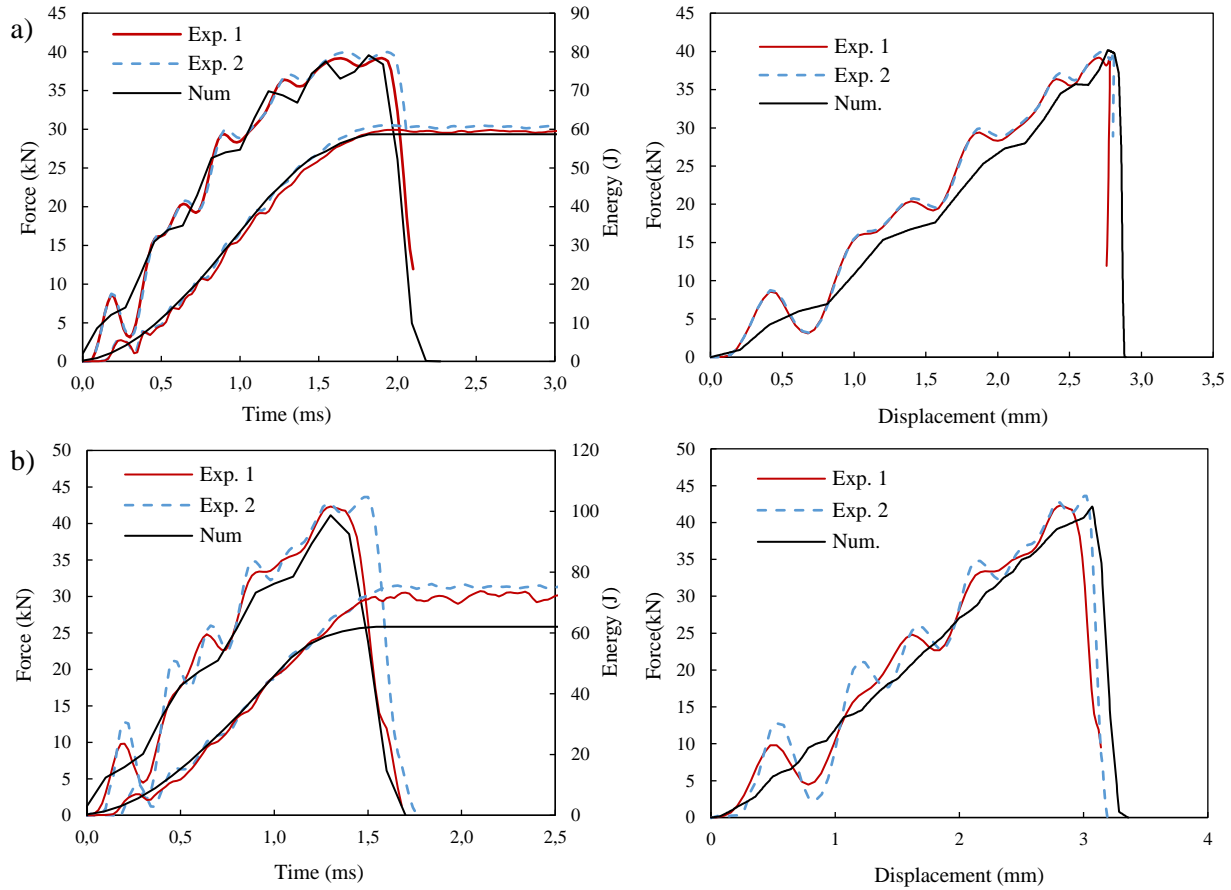 a)
45
40
35
30
25
20
15
10
5
0
Force (kN)
90
80
70
60
50
40
30
20
10
0
Energy (J)
Exp. 1
Exp. 2
Num
0,0 0,5 1,0 1,5 2,0 2,5 3,0
Time (ms)
45
40
35
30
25
20
15
10
5
0
Force(kN)
Exp. 1
Exp. 2
Num.
0,0 0,5 1,0 1,5 2,0 2,5 3,0 3,5
Displacement (mm)
b)
50
45
40
35
30
25
20
15
10
5
0
Force (kN)
120
100
80
60
40
20
0
Energy (J)
Exp. 1
Exp. 2
Num
0,0 0,5 1,0 1,5 2,0 2,5
Time (ms)
50
45
40
35
30
25
20
15
10
5
0
Force(kN)
Exp. 1
Exp. 2
Num.
0 1 2 3 4
Displacement (mm)